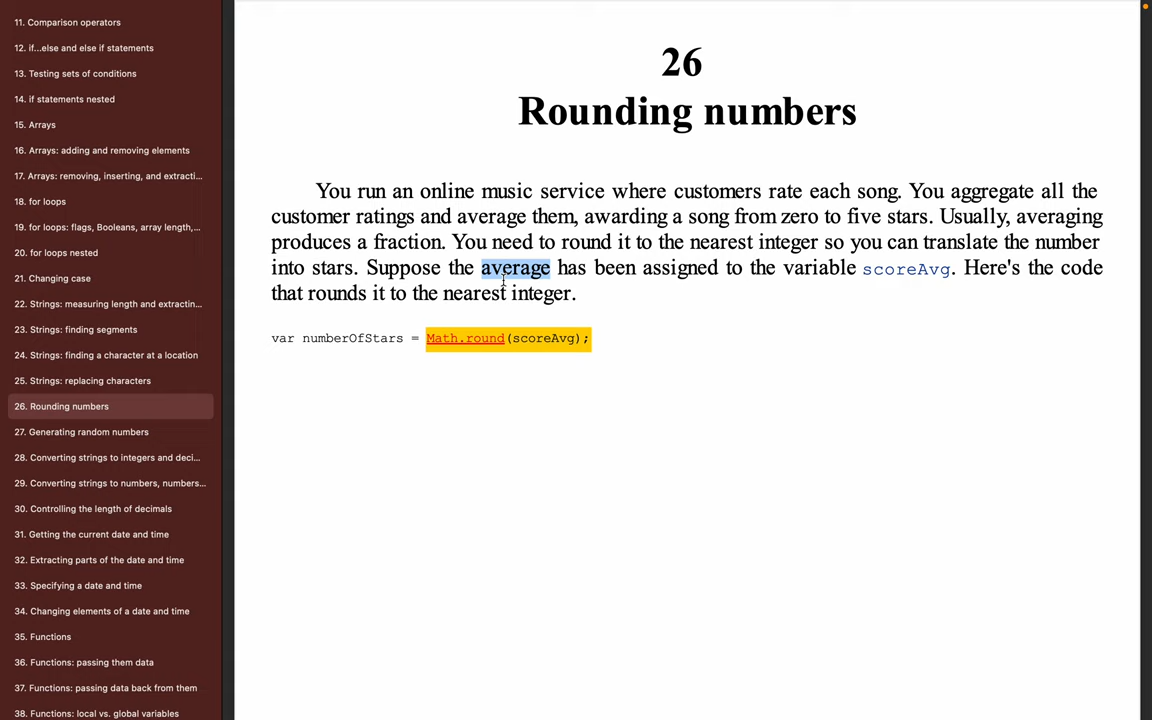 11. Comparison operators
12. if...else and else if statements
13. Testing sets of conditions
14. if statements nested
15. Arrays
16. Arrays: adding and removing elements
17. Arrays: removing, inserting, and extracti...
18. for loops
19. for loops: flags, Booleans, array length,...
20. for loops nested
21. Changing case
22. Strings: measuring length and extractin...
23. Strings: finding segments
24. Strings: finding a character at a location
25. Strings: replacing characters
26. Rounding numbers
27. Generating random numbers
28. Converting strings to integers and deci...
29. Converting strings to numbers, numbers...
30. Controlling the length of decimals
31. Getting the current date and time
32. Extracting parts of the date and time
33. Specifying a date and time
34. Changing elements of a date and time
35. Functions
36. Functions: passing them data
37. Functions: passing data back from them
38. Functions: local vs. global variables
26
Rounding numbers
You run an online music service where customers rate each song. You aggregate all the
customer ratings and average them, awarding a song from zero to five stars. Usually, averaging
produces a fraction. You need to round it to the nearest integer so you can translate the number
into stars. Suppose the average has been assigned to the variable scoreAvg. Here's the code
that rounds it to the nearest integer.
var numberOfStars = Math.round(scoreAvg);